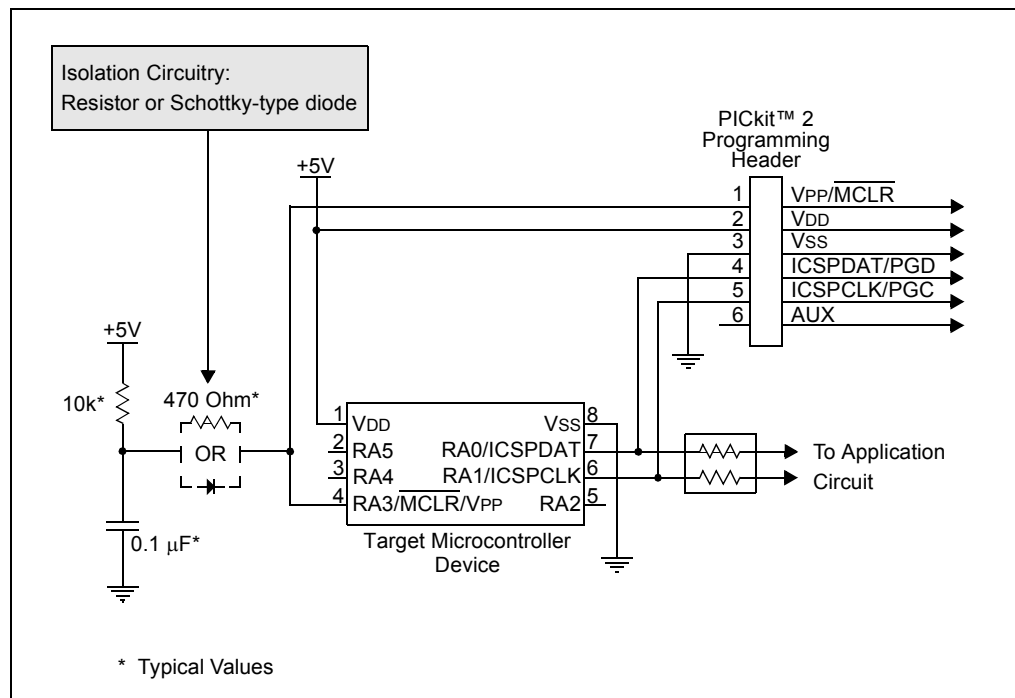 Isolation Circuitry:
Resistor or Schottky-type diode
PICkit™ 2
Programming
Header
+5V
1 VPP/MCLR
2 VDD
3 VSS
4 ICSPDAT/PGD
5 ICSPCLK/PGC
6 AUX
+5V
10k*
470 Ohm*
OR
0.1 μF*
1 VDD VSS 8
2 RA5 RA0/ICSPDAT 7
3 RA4 RA1/ICSPCLK 6
4 RA3/MCLR/VPP RA2 5
Target Microcontroller
Device
To Application
Circuit
* Typical Values